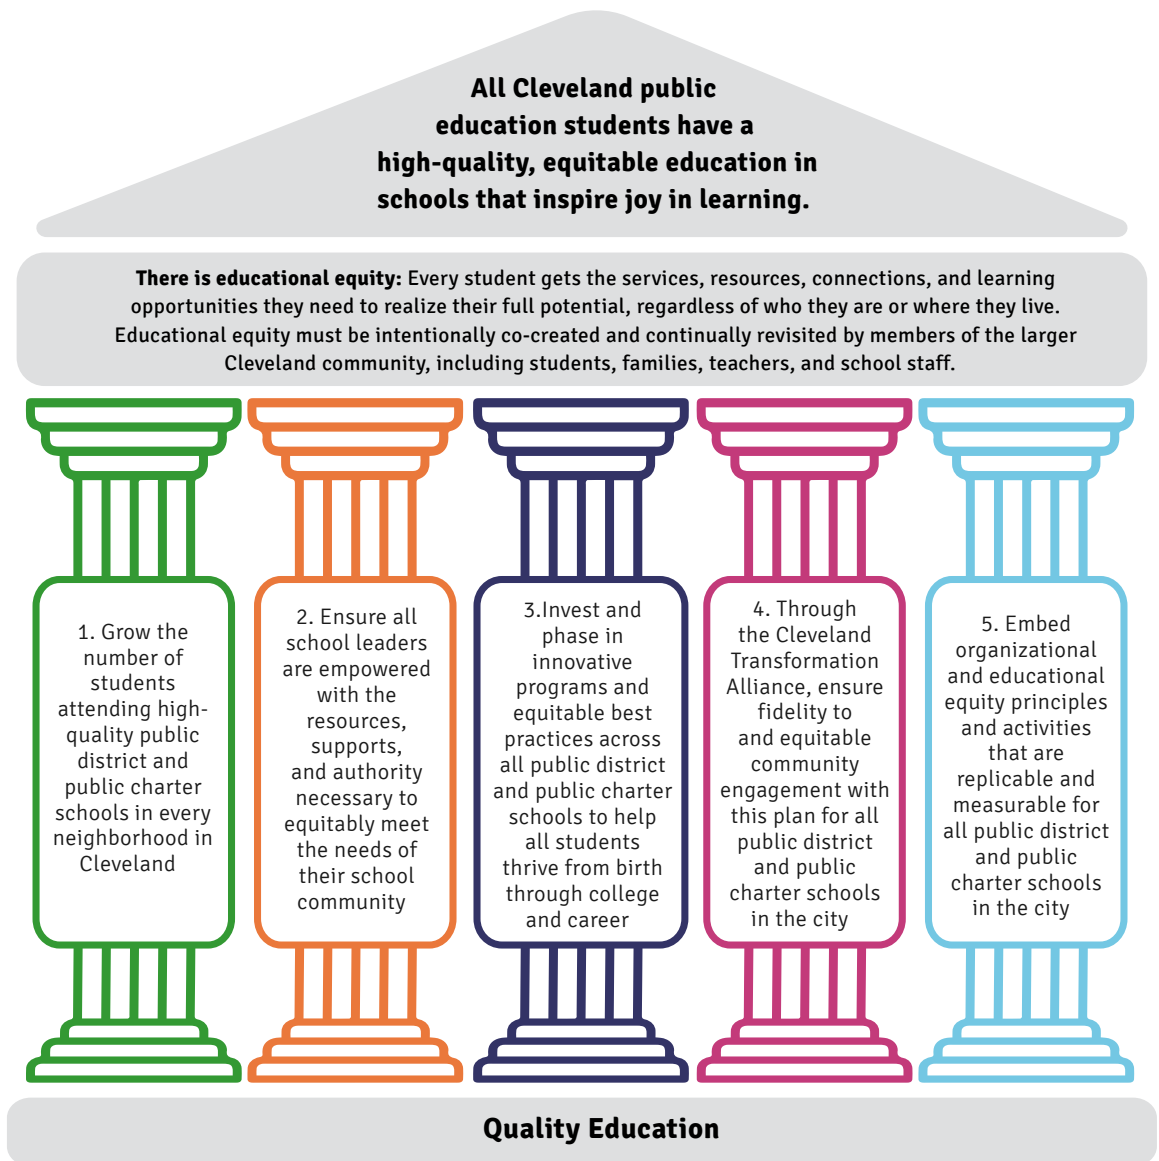 All Cleveland public
education students have a
high-quality, equitable education in
schools that inspire joy in learning.
There is educational equity: Every student gets the services, resources, connections, and learning
opportunities they need to realize their full potential, regardless of who they are or where they live.
Educational equity must be intentionally co-created and continually revisited by members of the larger
Cleveland community, including students, families, teachers, and school staff.
1. Grow the
number of
students
attending high-
quality public
district and
public charter
schools in every
neighborhood in
Cleveland
2. Ensure all
school leaders
are empowered
with the
resources,
supports,
and authority
necessary to
equitably meet
the needs of
their school
community
3.Invest and
phase in
innovative
programs and
equitable best
practices across
all public district
and public charter
schools to help
all students
thrive from birth
through college
and career
4. Through
the Cleveland
Transformation
Alliance, ensure
fidelity to
and equitable
community
engagement with
this plan for all
public district
and public
charter schools
in the city
5. Embed
organizational
and educational
equity principles
and activities
that are
replicable and
measurable for
all public district
and public
charter schools
in the city
Quality Education